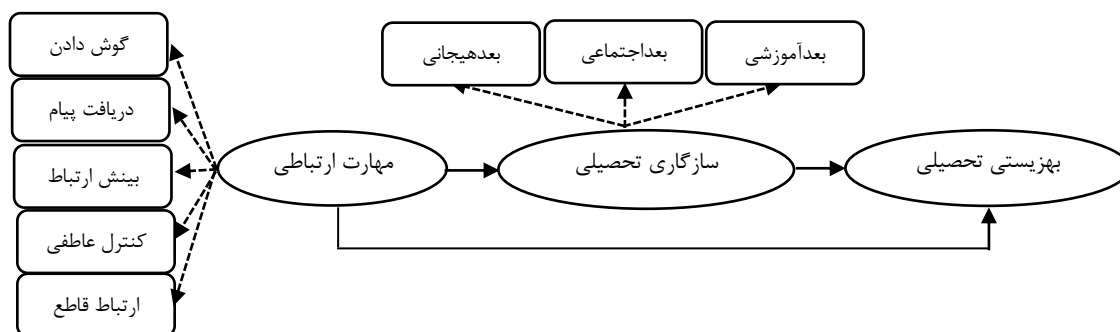 گوش دادن
دریافت پیام
بینش ارتباط
کنترل عاطفی
ارتباط قاطع
بعدآموزشی
بعداجتماعی
بعدهیجانی
مهارت ارتباطی
سازگاری تحصیلی
بهزیستی تحصیلی